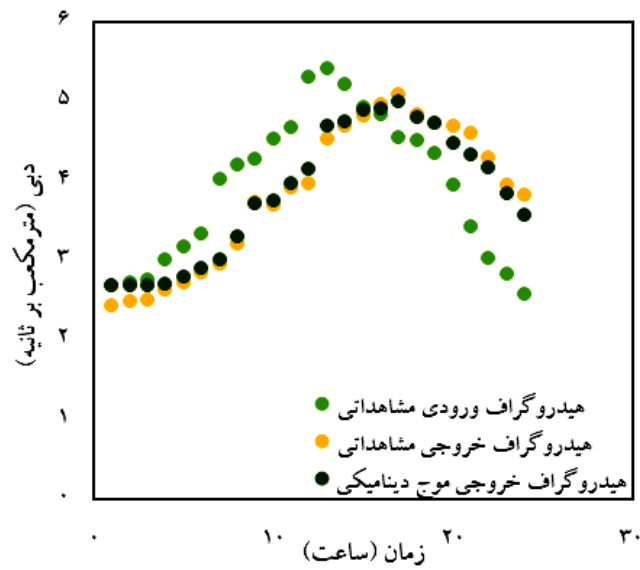 ۶
۵
۴
۳
۲
۱
۰
دبی (مترمکعب بر ثانیه)
هیدروگراف ورودی مشاهداتی
هیدروگراف خروجی مشاهداتی
هیدروگراف خروجی موج دینامیکی
۰ ۱۰ ۲۰ ۳۰
زمان (ساعت)